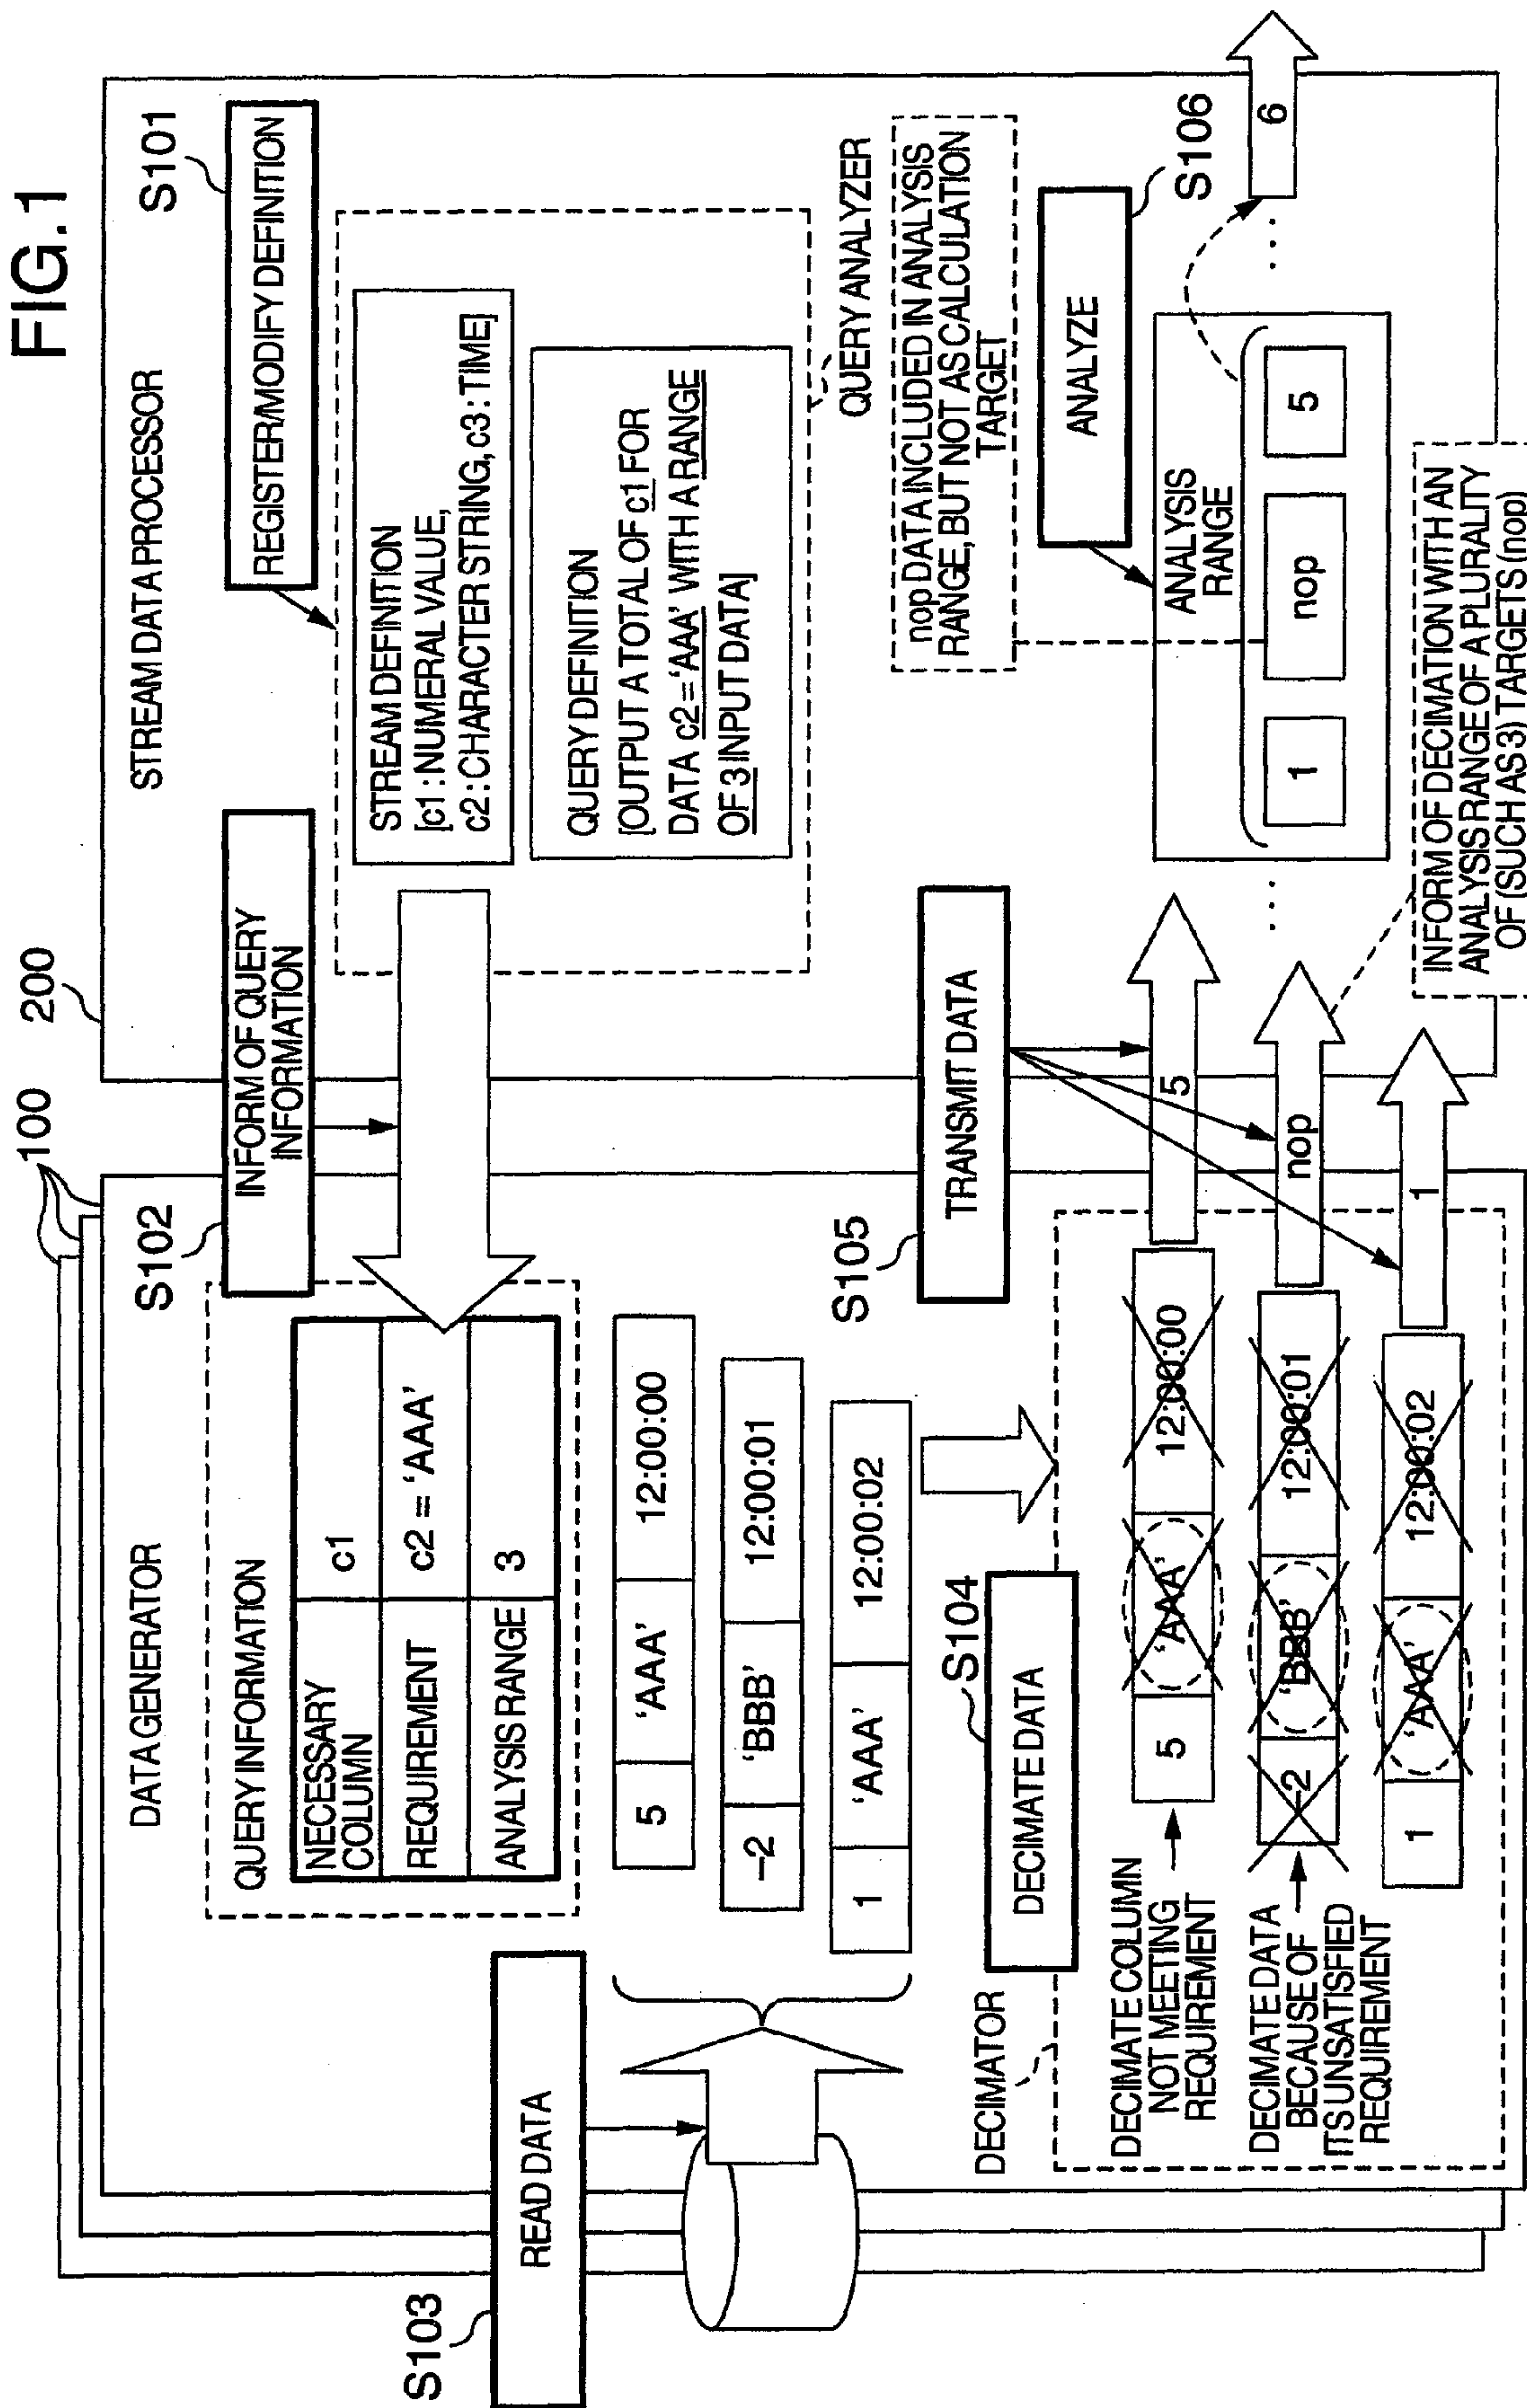 FIG.1
100
200
DATA GENERATOR
STREAM DATA PROCESSOR
S101
REGISTER/MODIFY DEFINITION
S102
INFORM OF QUERY
INFORMATION
QUERY INFORMATION
NECESSARY
COLUMN
c1
REQUIREMENT
c2 = ‘AAA’
ANALYSIS RANGE
3
STREAM DEFINITION
[c1 : NUMERAL VALUE,
c2 : CHARACTER STRING, c3 : TIME]
QUERY DEFINITION
[OUTPUT A TOTAL OF c1 FOR
DATA c2 = ‘AAA’ WITH A RANGE
OF 3 INPUT DATA]
QUERY ANALYZER
S103
READ DATA
5 ‘AAA’ 12:00:00
–2 ‘BBB’ 12:00:01
1 ‘AAA’ 12:00:02
DECIMATOR
S104
DECIMATE DATA
DECIMATE COLUMN
NOT MEETING
REQUIREMENT
5 ‘AAA’ 12:00:00
DECIMATE DATA
BECAUSE OF
ITS UNSATISFIED
REQUIREMENT
–2 ‘BBB’ 12:00:01
1 ‘AAA’ 12:00:02
S105
TRANSMIT DATA
5
nop
1
nop DATA INCLUDED IN ANALYSIS
RANGE, BUT NOT AS CALCULATION
TARGET
ANALYZE
S106
ANALYSIS
RANGE
...
1
nop
5
...
6
INFORM OF DECIMATION WITH AN
ANALYSIS RANGE OF A PLURALITY
OF (SUCH AS 3) TARGETS (nop)